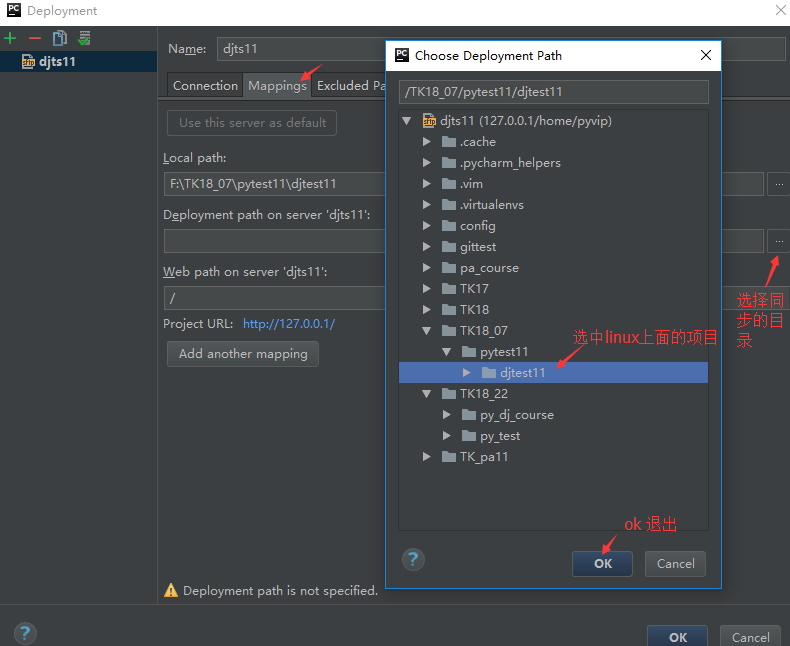 Deployment
djts11
Name:
djts11
Connection
Mappings
Excluded Pa
Use this server as default
Local path:
F:\TK18_07\pytest11\djtest11
...
Deployment path on server 'djts11':
...
Web path on server 'djts11':
/
Project URL: http://127.0.0.1/
Add another mapping
Deployment path is not specified.
OK
Cancel
Choose Deployment Path
/TK18_07/pytest11/djtest11
djts11 (127.0.0.1/home/pyvip)
.cache
.pycharm_helpers
.vim
.virtualenvs
config
gittest
pa_course
TK17
TK18
TK18_07
pytest11
djtest11
TK18_22
py_dj_course
py_test
TK_pa11
OK
Cancel
选择同
步的目
录
选中linux上面的项目
ok 退出
PC
PC
sftp
sftp
?
?